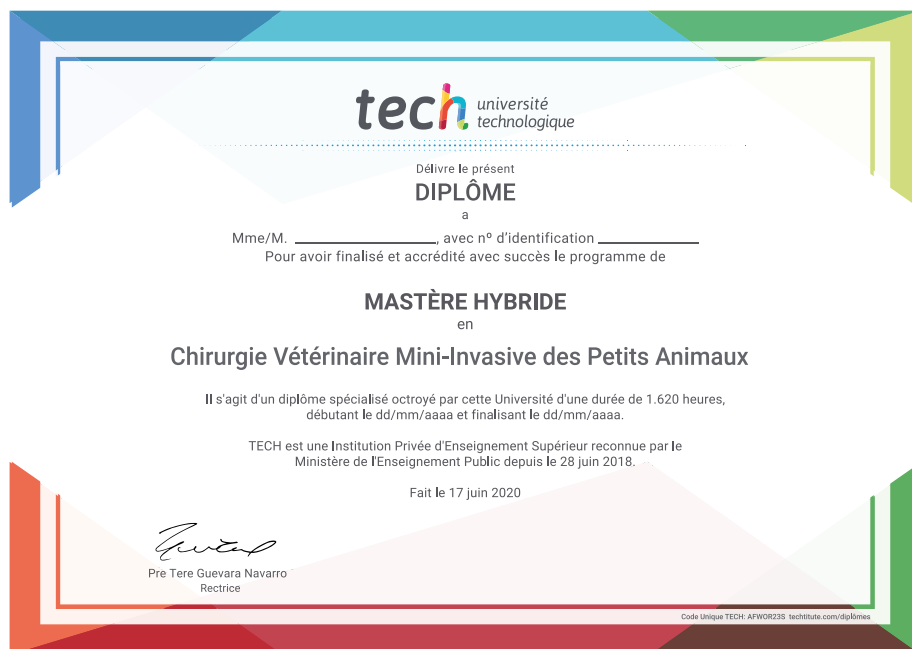 tech université
technologique
Délivre le présent
DIPLÔME
a
Mme/M. ____________________, avec nº d'identification ______________
Pour avoir finalisé et accrédité avec succès le programme de
MASTÈRE HYBRIDE
en
Chirurgie Vétérinaire Mini-Invasive des Petits Animaux
Il s'agit d'un diplôme spécialisé octroyé par cette Université d'une durée de 1.620 heures,
débutant le dd/mm/aaaa et finalisant le dd/mm/aaaa.
TECH est une Institution Privée d'Enseignement Supérieur reconnue par le
Ministère de l'Enseignement Public depuis le 28 juin 2018.
Fait le 17 juin 2020
Pre Tere Guevara Navarro
Rectrice
Code Unique TECH: AFWOR23S techtitute.com/diplômes